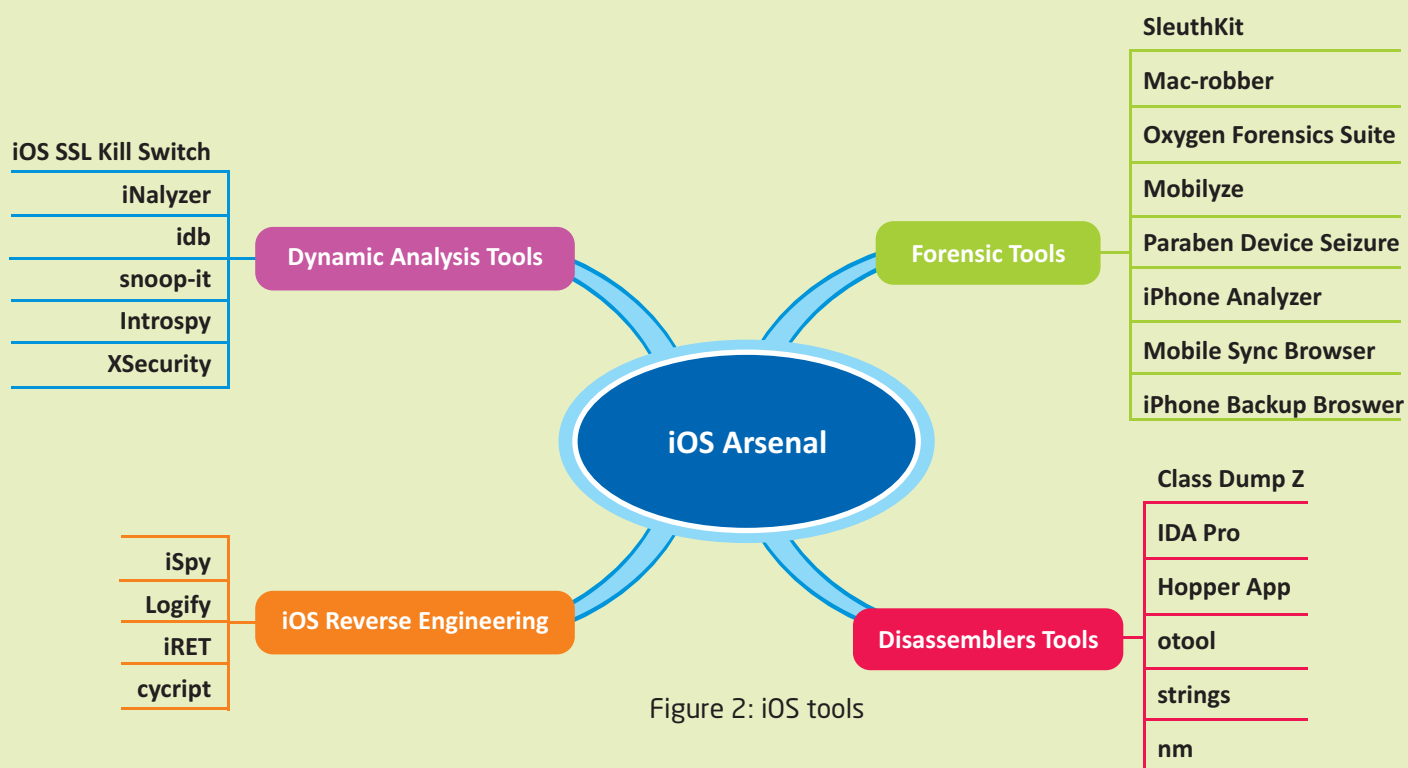 iOS Arsenal
Dynamic Analysis Tools
iOS SSL Kill Switch
iNalyzer
idb
snoop-it
Introspy
XSecurity
Forensic Tools
SleuthKit
Mac-robber
Oxygen Forensics Suite
Mobilyze
Paraben Device Seizure
iPhone Analyzer
Mobile Sync Browser
iPhone Backup Broswer
iOS Reverse Engineering
iSpy
Logify
iRET
cycript
Disassemblers Tools
Class Dump Z
IDA Pro
Hopper App
otool
strings
nm
Figure 2: iOS tools